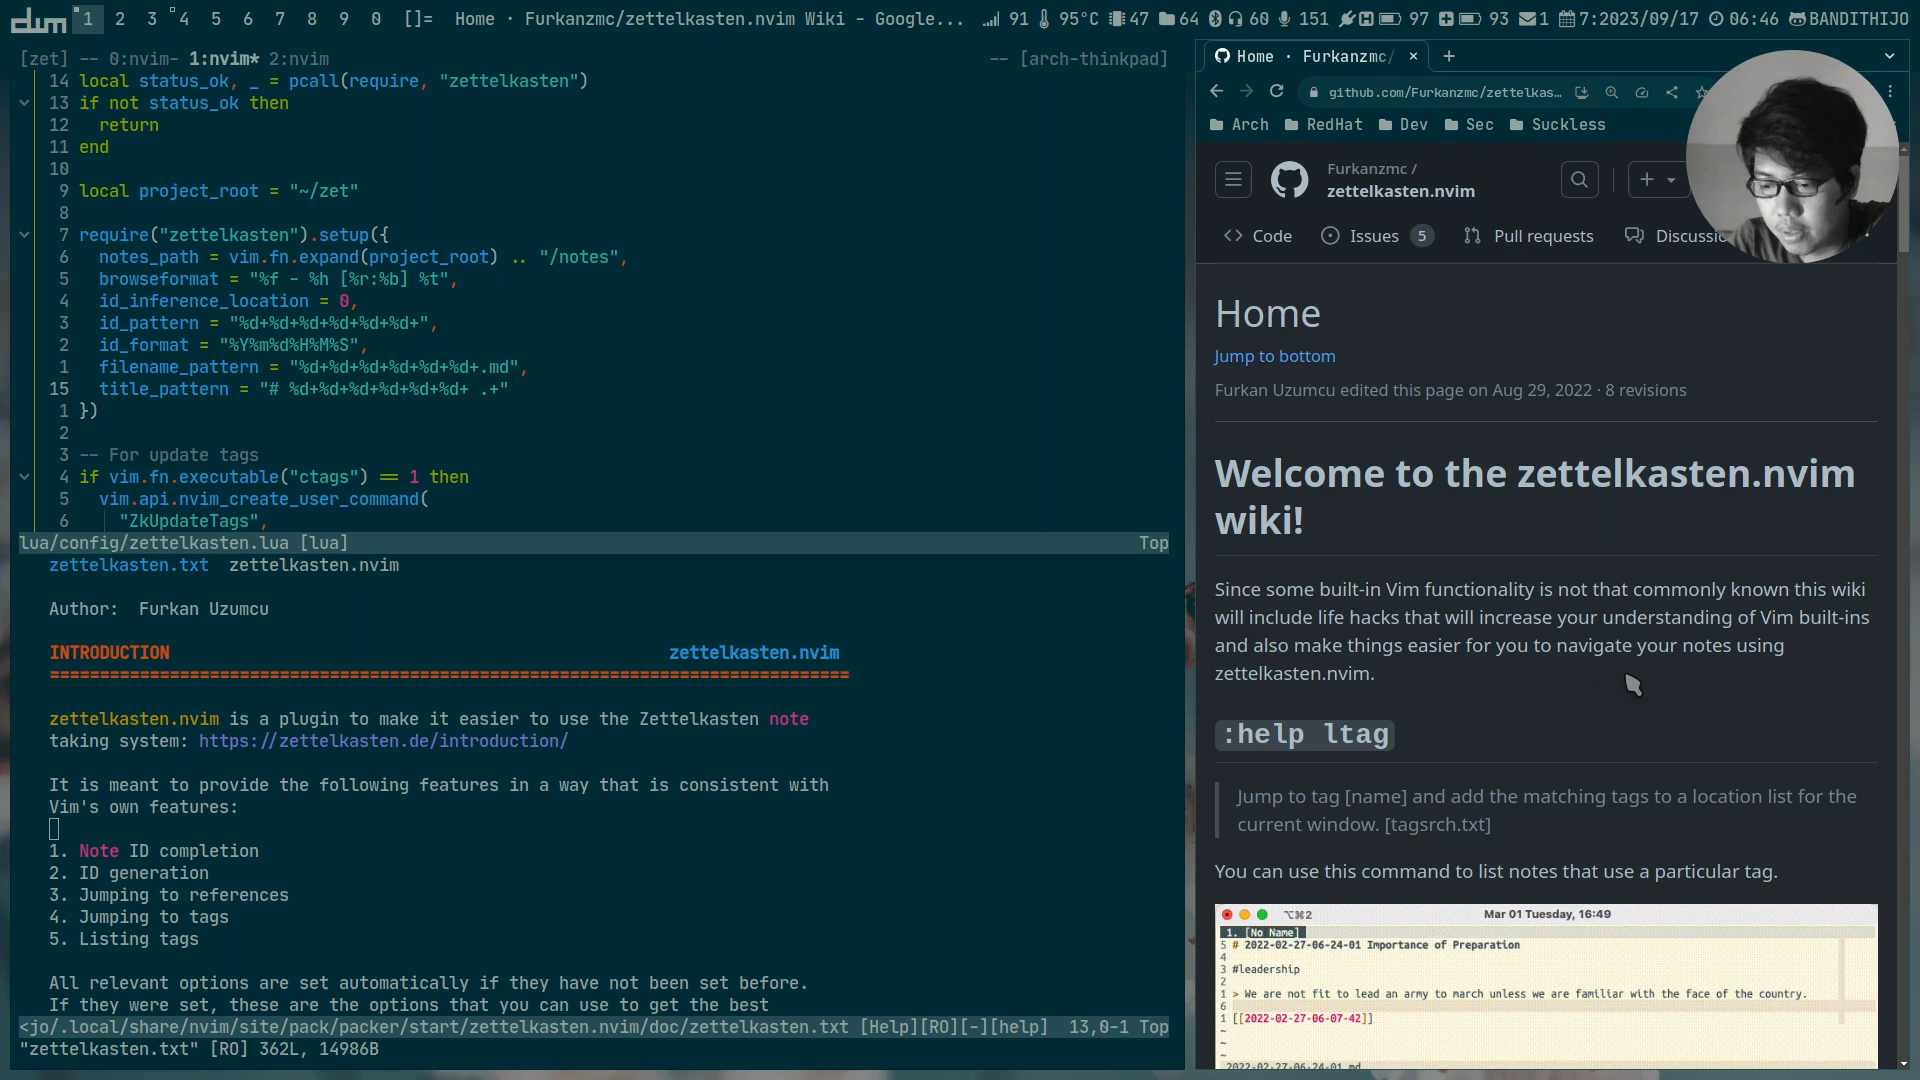 dwm 1 2 3 4 5 6 7 8 9 0 []= Home · Furkanzmc/zettelkasten.nvim Wiki - Google... 91 95°C 47 64 60 151 97 93 1 7:2023/09/17 06:46 BANDITHIJO
[zet] -- 0:nvim- 1:nvim* 2:nvim -- [arch-thinkpad]
14 local status_ok, _ = pcall(require, "zettelkasten")
13 if not status_ok then
12 return
11 end
10
9 local project_root = "~/zet"
8
7 require("zettelkasten").setup({
6 notes_path = vim.fn.expand(project_root) .. "/notes",
5 browseformat = "%f - %h [%r:%b] %t",
4 id_inference_location = 0,
3 id_pattern = "%d+%d+%d+%d+%d+%d+",
2 id_format = "%Y%m%d%H%M%S",
1 filename_pattern = "%d+%d+%d+%d+%d+%d+.md",
15 title_pattern = "# %d+%d+%d+%d+%d+%d+ .+"
1 })
2
3 -- For update tags
4 if vim.fn.executable("ctags") == 1 then
5 vim.api.nvim_create_user_command(
6 "ZkUpdateTags",
lua/config/zettelkasten.lua [lua] Top
zettelkasten.txt zettelkasten.nvim
Author: Furkan Uzumcu
INTRODUCTION zettelkasten.nvim
================================================================================
zettelkasten.nvim is a plugin to make it easier to use the Zettelkasten note
taking system: https://zettelkasten.de/introduction/
It is meant to provide the following features in a way that is consistent with
Vim's own features:
1. Note ID completion
2. ID generation
3. Jumping to references
4. Jumping to tags
5. Listing tags
All relevant options are set automatically if they have not been set before.
If they were set, these are the options that you can use to get the best
<jo/.local/share/nvim/site/pack/packer/start/zettelkasten.nvim/doc/zettelkasten.txt [Help][RO][-][help] 13,0-1 Top
"zettelkasten.txt" [RO] 362L, 14986B
Home · Furkanzmc/
github.com/Furkanzmc/zettelkas...
Arch RedHat Dev Sec Suckless
Furkanzmc /
zettelkasten.nvim
Code Issues 5 Pull requests
Home
Jump to bottom
Furkan Uzumcu edited this page on Aug 29, 2022 · 8 revisions
Welcome to the zettelkasten.nvim
wiki!
Since some built-in Vim functionality is not that commonly known this wiki
will include life hacks that will increase your understanding of Vim built-ins
and also make things easier for you to navigate your notes using
zettelkasten.nvim.
:help ltag
Jump to tag [name] and add the matching tags to a location list for the
current window. [tagsrch.txt]
You can use this command to list notes that use a particular tag.
⌥⌘2 Mar 01 Tuesday, 16:49
1. [No Name]
5 # 2022-02-27-06-24-01 Importance of Preparation
4
3 #leadership
2
1 > We are not fit to lead an army to march unless we are familiar with the face of the country.
6
1 [[2022-02-27-06-07-42]]
~
~
~
2022-02-27-06-24-01.md